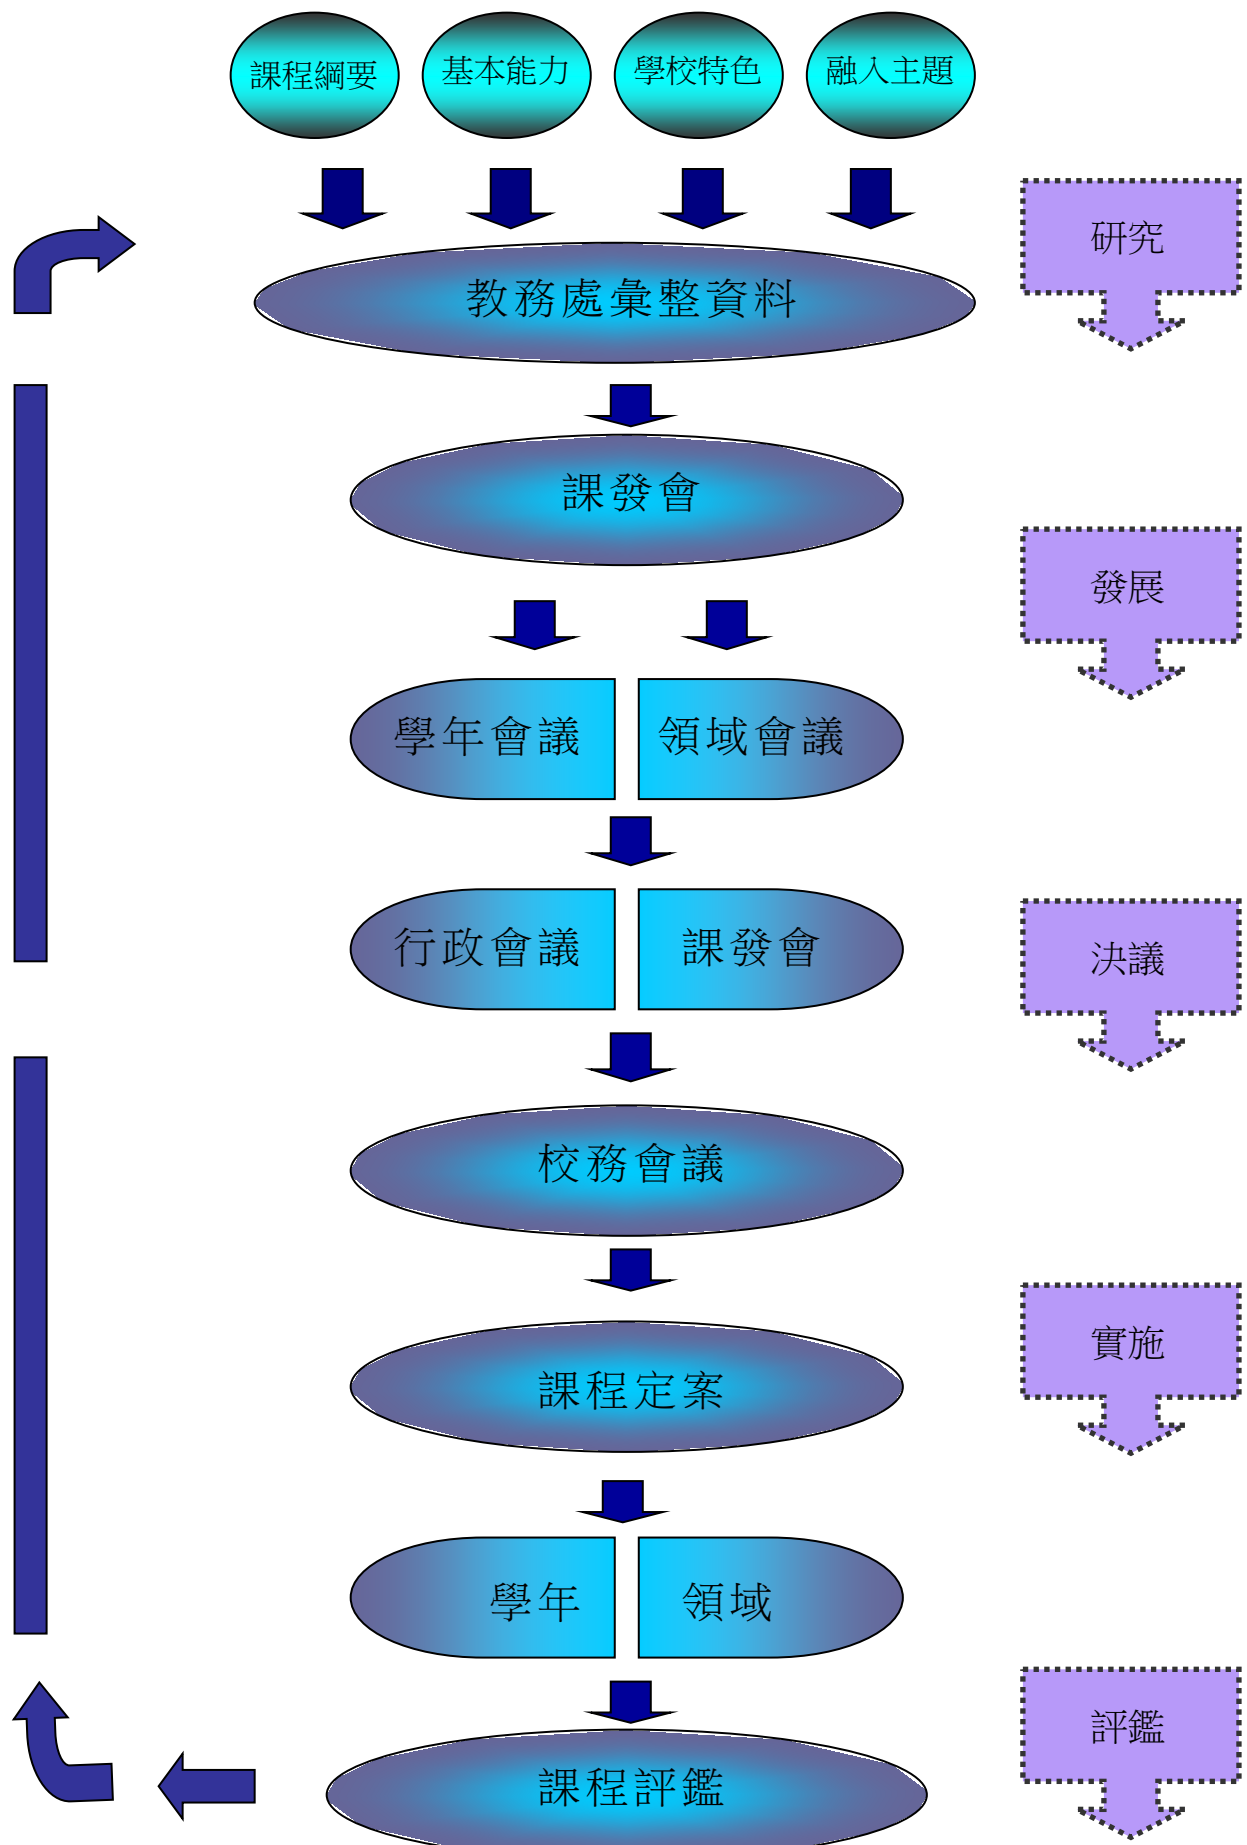 課程綱要
基本能力
學校特色
融入主題
研究
教務處彙整資料
課發會
發展
學年會議
領域會議
行政會議
課發會
決議
校務會議
實施
課程定案
學年
領域
評鑑
課程評鑑